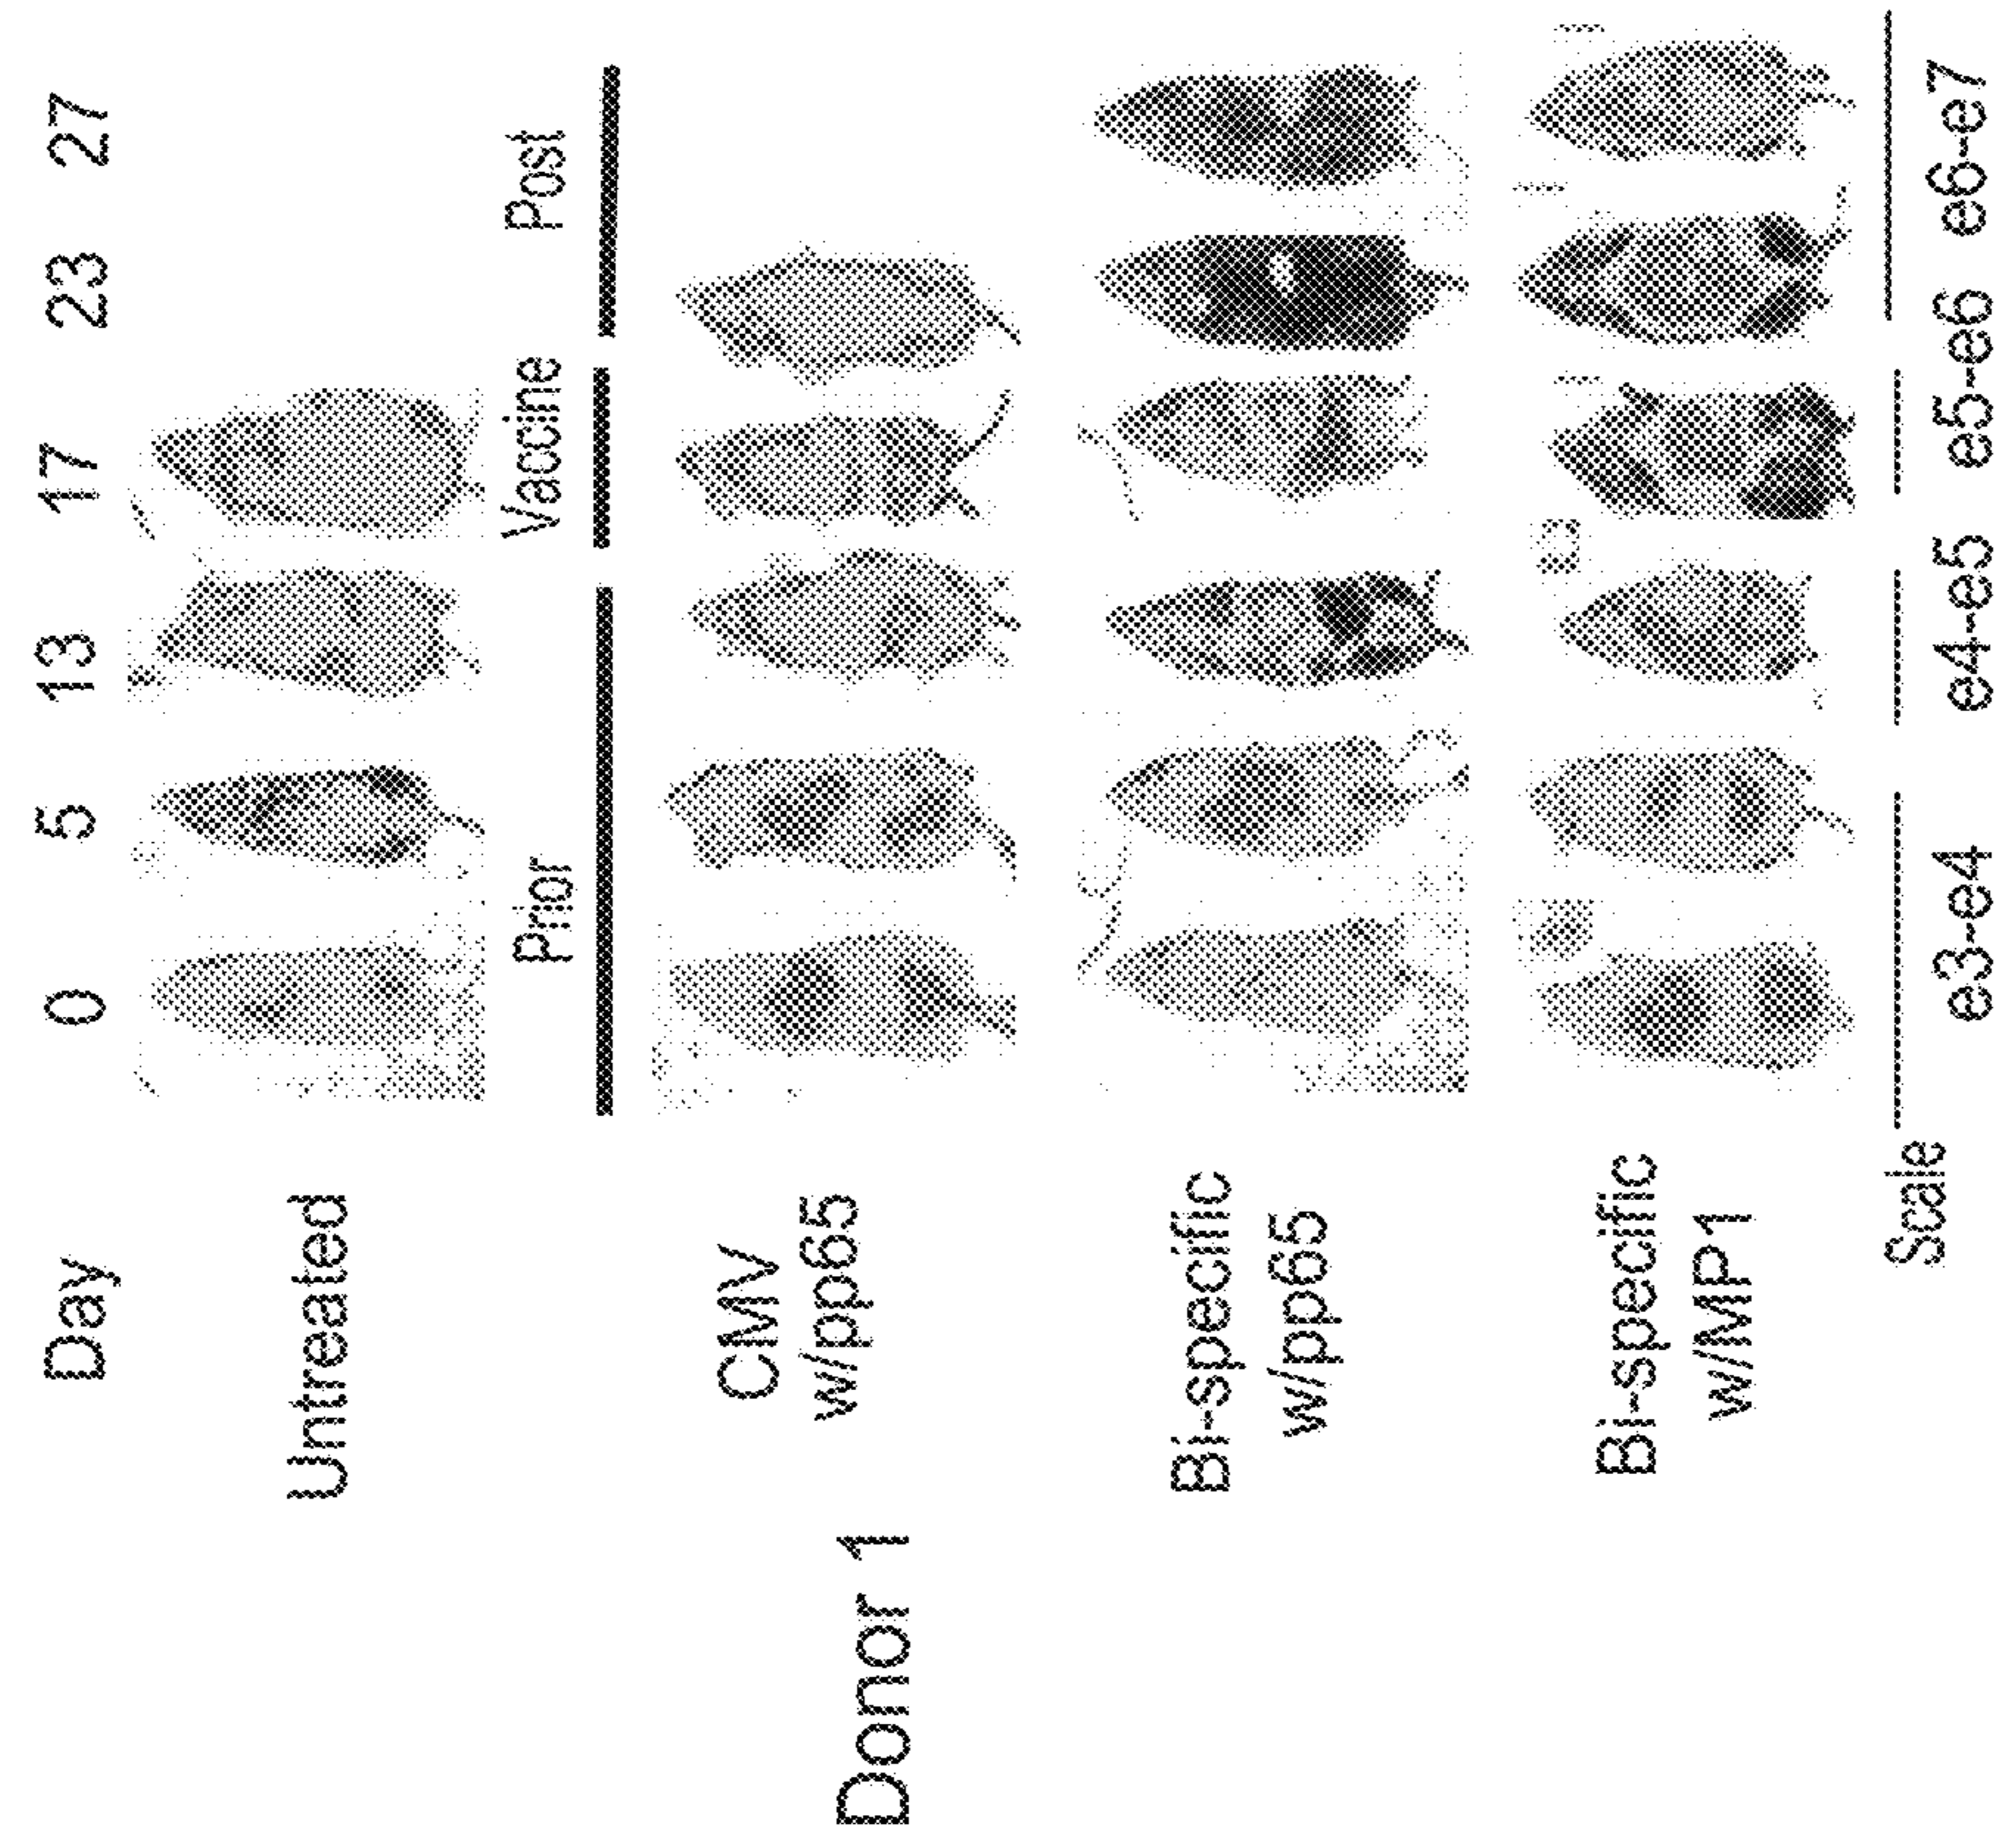 Day 0 5 13 17 23 27
Untreated
Prior Vaccine Post
CMV
w/pp65
Donor 1
Bi-specific
w/pp65
Bi-specific
w/MP1
Scale
e3-e4 e4-e5 e5-e6 e6-e7